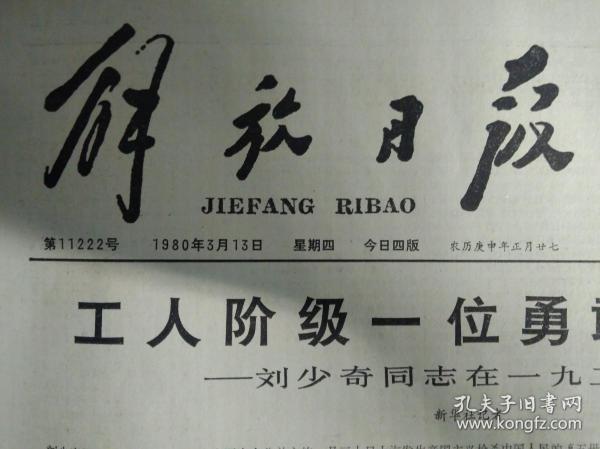 解放日报
JIEFANG RIBAO
第11222号 1980年3月13日 星期四 今日四版 农历庚申年正月廿七
工人阶级一位勇
——刘少奇同志在一九
新华社记者
孔夫子旧书网